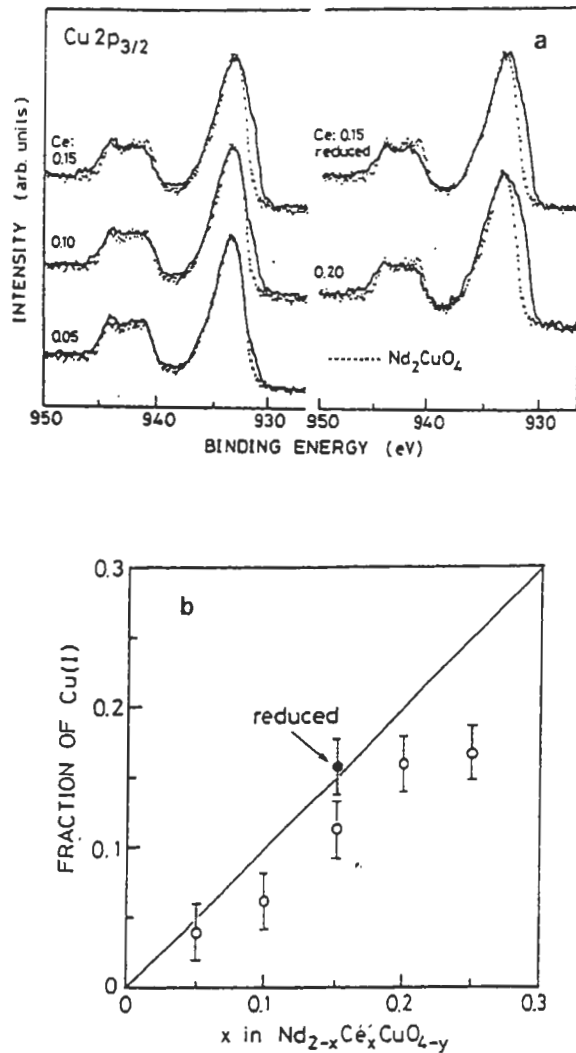 Cu 2p3/2
a
INTENSITY (arb. units)
Ce:
0.15
0.10
0.05
Ce: 0.15
reduced
0.20
Nd2CuO4
950
940
930
950
940
930
BINDING ENERGY (eV)
b
0.3
0.2
0.1
0
FRACTION OF Cu(I)
reduced
0
0.1
0.2
0.3
x in Nd2-xCexCuO4-y